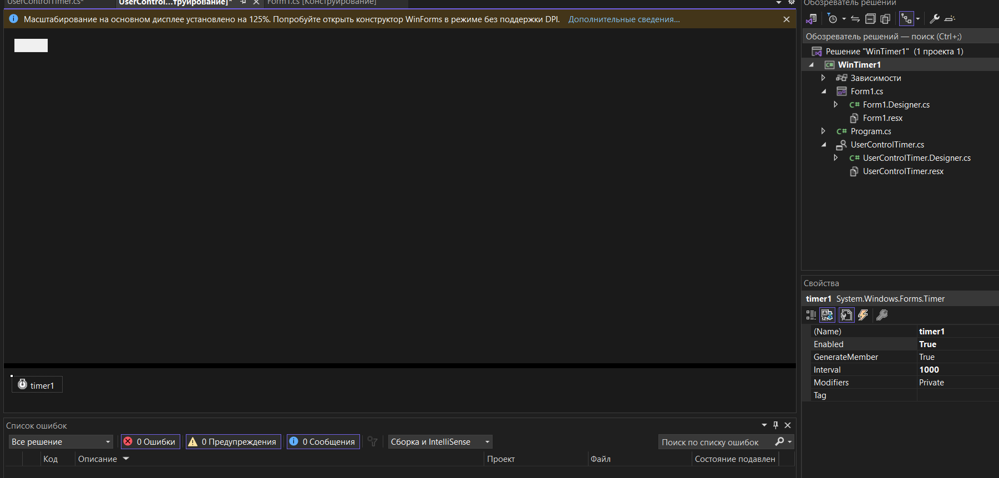 UserControlTimer.cs*
UserControl...труирование]*
Form1.cs [Конструирование]
Масштабирование на основном дисплее установлено на 125%. Попробуйте открыть конструктор WinForms в режиме без поддержки DPI. Дополнительные сведения...
timer1
Список ошибок
Все решение
0 Ошибки
0 Предупреждения
0 Сообщения
Сборка и IntelliSense
Поиск по списку ошибок
Код
Описание
Проект
Файл
Состояние подавлен
Обозреватель решений
Обозреватель решений — поиск (Ctrl+;)
Решение "WinTimer1" (1 проекта 1)
C# WinTimer1
Зависимости
Form1.cs
C# Form1.Designer.cs
Form1.resx
C# Program.cs
UserControlTimer.cs
C# UserControlTimer.Designer.cs
UserControlTimer.resx
Свойства
timer1 System.Windows.Forms.Timer
(Name) timer1
Enabled True
GenerateMember True
Interval 1000
Modifiers Private
Tag